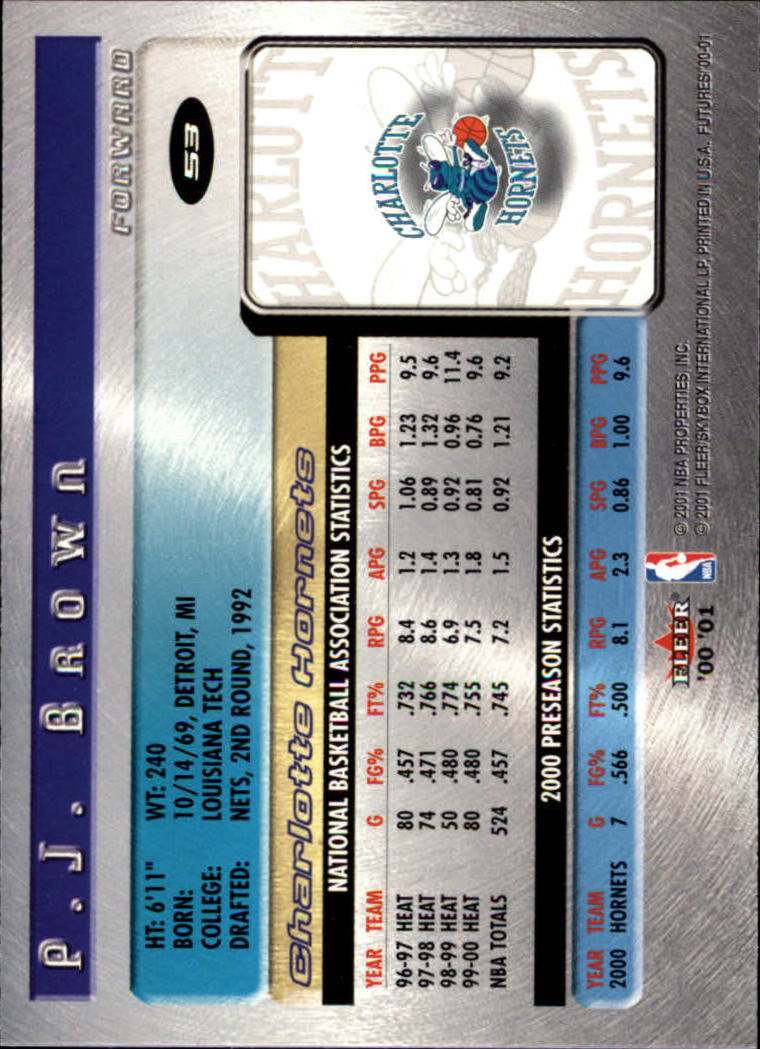 P.J. BROWN
FORWARD
53
HT: 6'11" WT: 240
BORN: 10/14/69, DETROIT, MI
COLLEGE: LOUISIANA TECH
DRAFTED: NETS, 2ND ROUND, 1992
CHARLOTTE
HORNETS
HARLOTT
HORNETS
Charlotte Hornets
NATIONAL BASKETBALL ASSOCIATION STATISTICS
YEAR TEAM G FG% FT% RPG APG SPG BPG PPG
96-97 HEAT 80 .457 .732 8.4 1.2 1.06 1.23 9.5
97-98 HEAT 74 .471 .766 8.6 1.4 0.89 1.32 9.6
98-99 HEAT 50 .480 .774 6.9 1.3 0.92 0.96 11.4
99-00 HEAT 80 .480 .755 7.5 1.8 0.81 0.76 9.6
NBA TOTALS 524 .457 .745 7.2 1.5 0.92 1.21 9.2
2000 PRESEASON STATISTICS
YEAR TEAM G FG% FT% RPG APG SPG BPG PPG
2000 HORNETS 7 .566 .500 8.1 2.3 0.86 1.00 9.6
FLEER
'00 '01
NBA
© 2001 NBA PROPERTIES, INC.
© 2001 FLEER/SKYBOX INTERNATIONAL LP, PRINTED IN U.S.A. FUTURES/'00-01